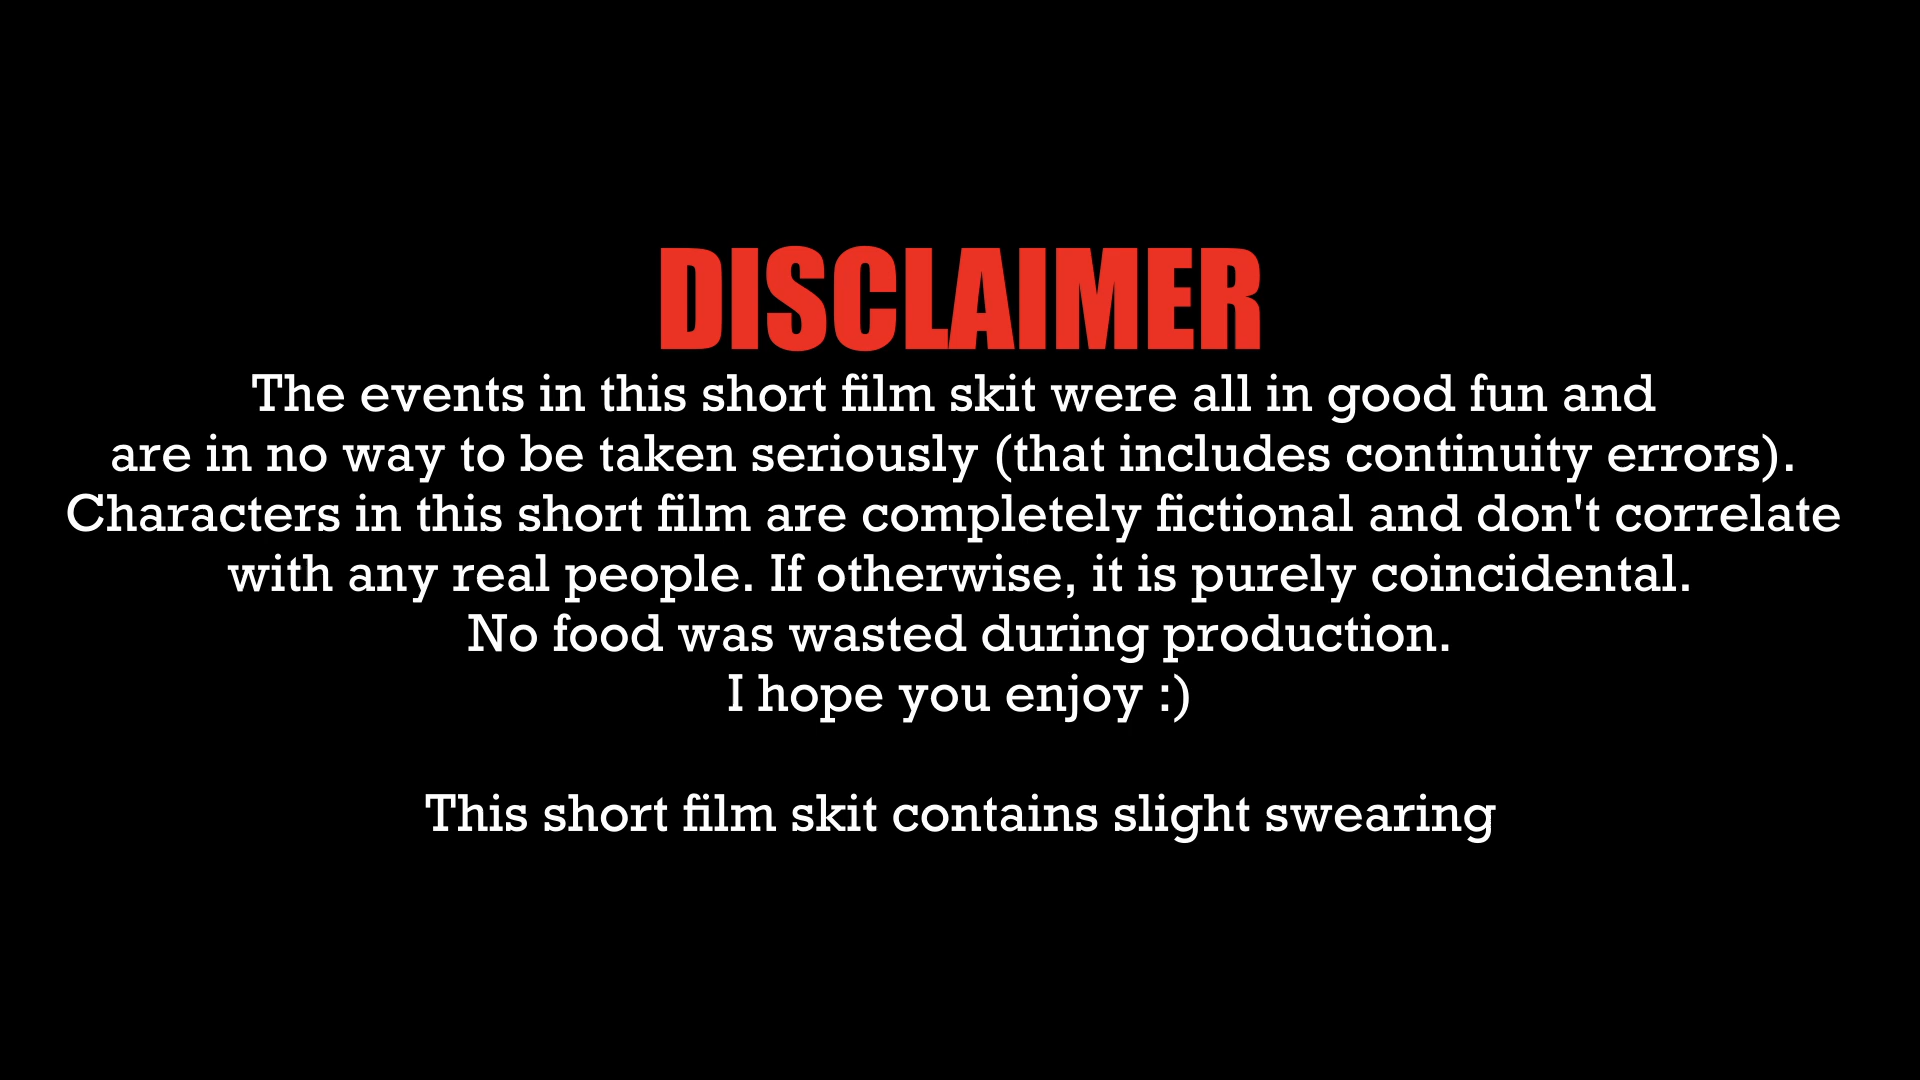 DISCLAIMER
The events in this short film skit were all in good fun and
are in no way to be taken seriously (that includes continuity errors).
Characters in this short film are completely fictional and don't correlate
with any real people. If otherwise, it is purely coincidental.
No food was wasted during production.
I hope you enjoy :)
This short film skit contains slight swearing